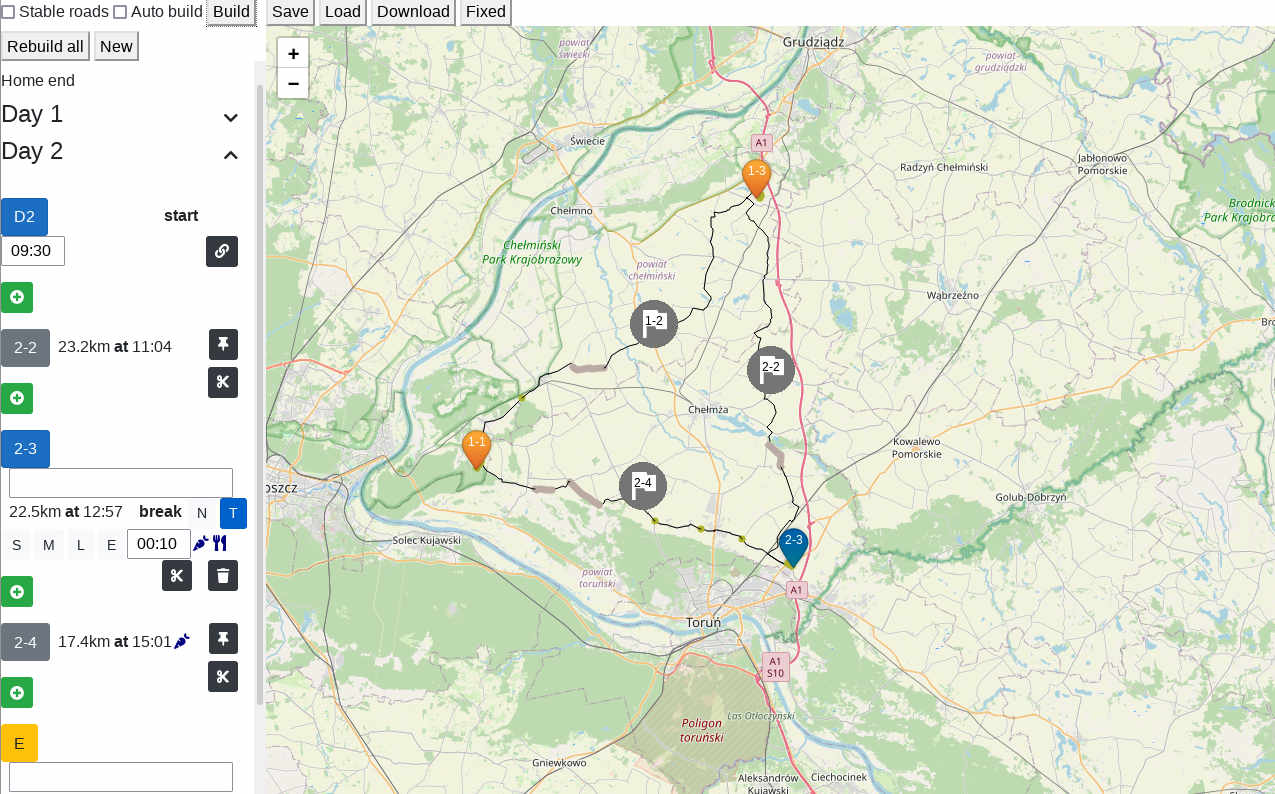 Stable roads Auto build Build Save Load Download Fixed
Rebuild all New
Home end
Day 1
Day 2
D2 start
09:30
2-2 23.2km at 11:04
2-3
22.5km at 12:57 break N T
S M L E 00:10
2-4 17.4km at 15:01
E
+
−
powiat
świecki
Grudziądz
powiat
grudziądzki
Świecie
A1
1-3
Radzyń Chełmiński
Jabłonowo
Pomorskie
Chełmno
Brodnick
Park Krajobra
Chełmiński
Park Krajobrazowy
powiat
chełmiński
Wąbrzeźno
1-2
Bro
2-2
Chełmża
1-1
Kowalewo
Pomorskie
2-4
oszcz
Golub-Dobrzyń
Solec Kujawski
2-3
powiat
toruński
A1
Toruń
A1
S10
Poligon
toruński
Las Otłoczyński
Gniewkowo
Aleksandrów
Kujawski
Ciechocinek